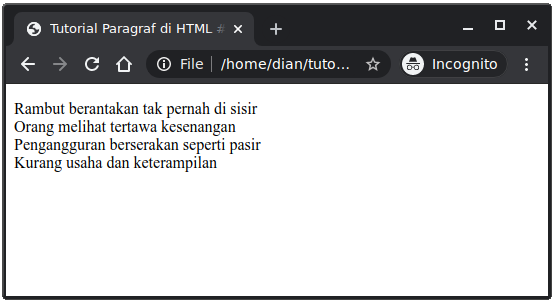 Tutorial Paragraf di HTML #
File
/home/dian/tuto...
Incognito
Rambut berantakan tak pernah di sisir
Orang melihat tertawa kesenangan
Pengangguran berserakan seperti pasir
Kurang usaha dan keterampilan